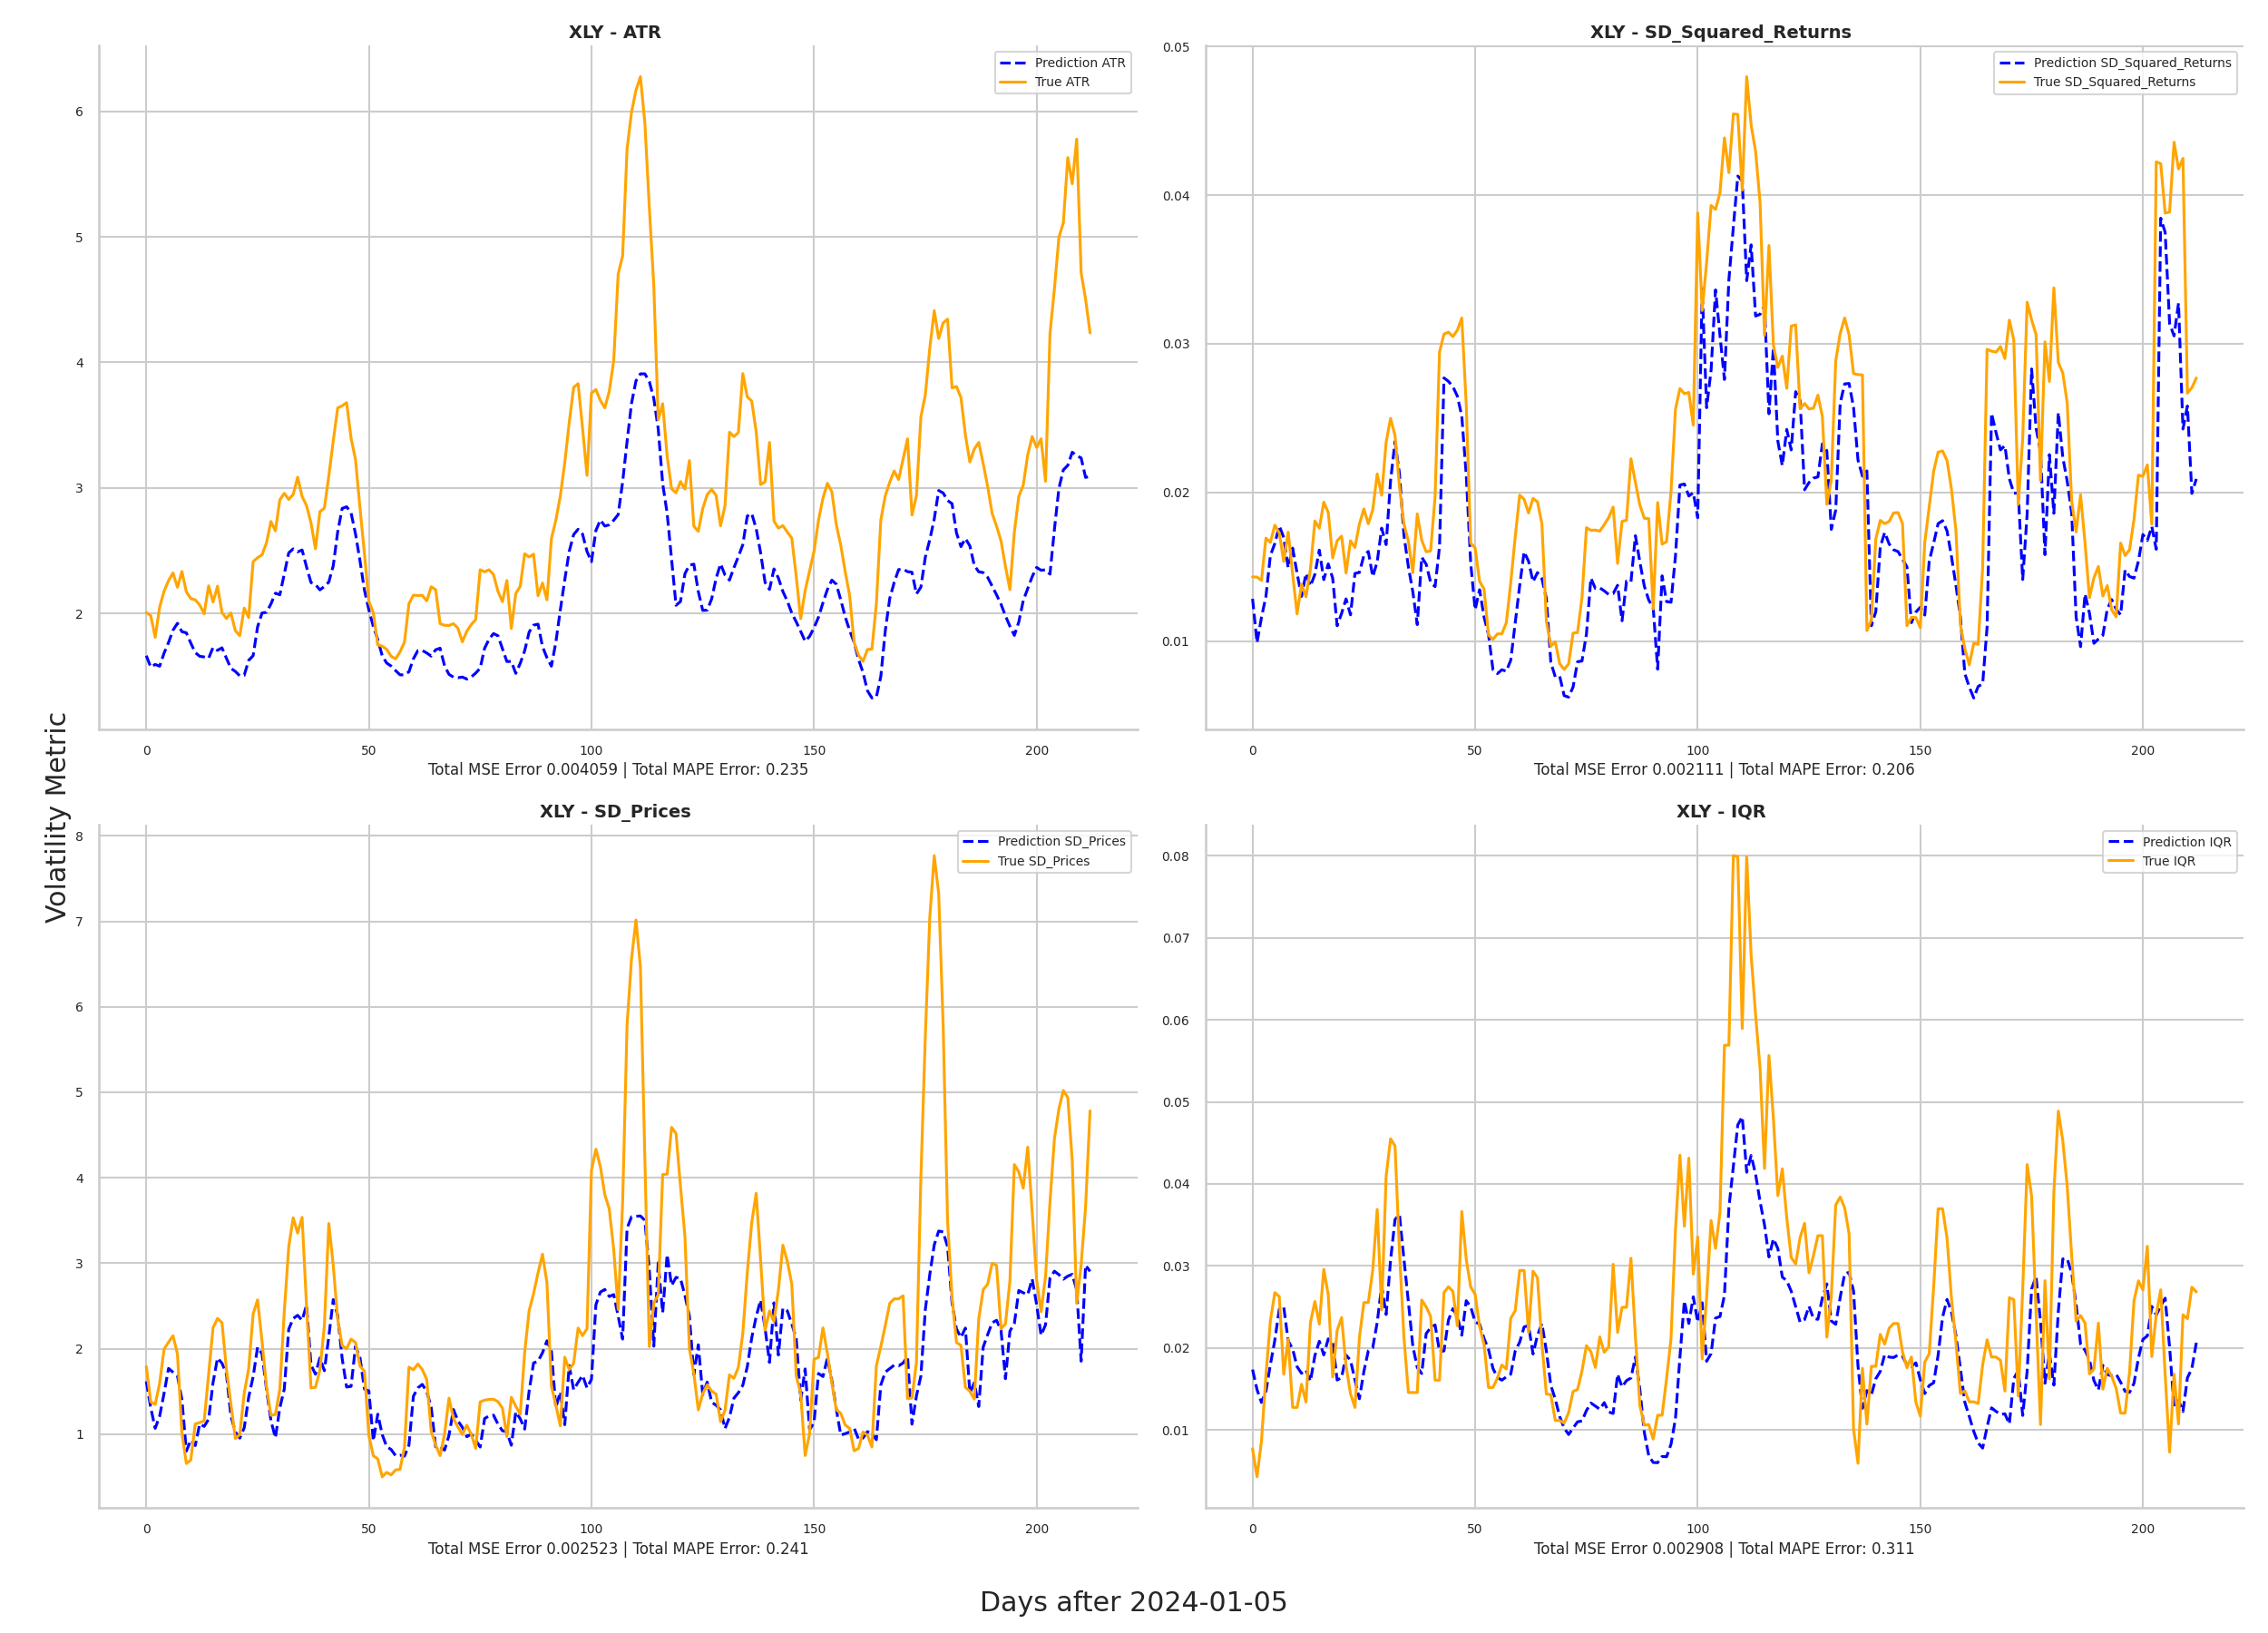 XLY - ATR
Prediction ATR
True ATR
6
5
4
3
2
0 50 100 150 200
Total MSE Error 0.004059 | Total MAPE Error: 0.235
XLY - SD_Squared_Returns
Prediction SD_Squared_Returns
True SD_Squared_Returns
0.05
0.04
0.03
0.02
0.01
0 50 100 150 200
Total MSE Error 0.002111 | Total MAPE Error: 0.206
Volatility Metric
XLY - SD_Prices
Prediction SD_Prices
True SD_Prices
8
7
6
5
4
3
2
1
0 50 100 150 200
Total MSE Error 0.002523 | Total MAPE Error: 0.241
XLY - IQR
Prediction IQR
True IQR
0.08
0.07
0.06
0.05
0.04
0.03
0.02
0.01
0 50 100 150 200
Total MSE Error 0.002908 | Total MAPE Error: 0.311
Days after 2024-01-05